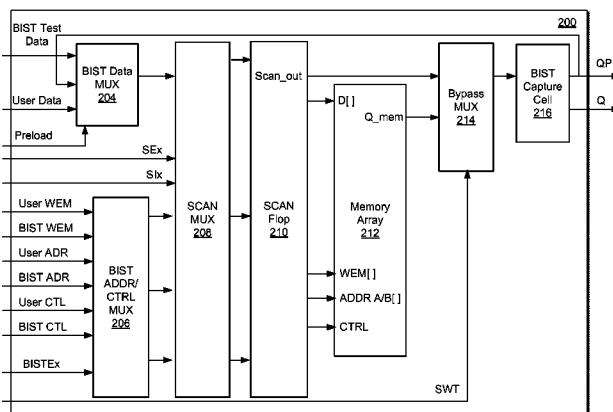 200
BIST Test
Data
User Data
Preload
BIST Data
MUX
204
SEx
SIx
User WEM
BIST WEM
User ADR
BIST ADR
User CTL
BIST CTL
BISTEx
BIST
ADDR/
CTRL
MUX
206
SCAN
MUX
208
SCAN
Flop
210
Scan_out
D[ ]
Q_mem
Memory
Array
212
WEM[ ]
ADDR A/B[ ]
CTRL
Bypass
MUX
214
SWT
BIST
Capture
Cell
216
QP
Q